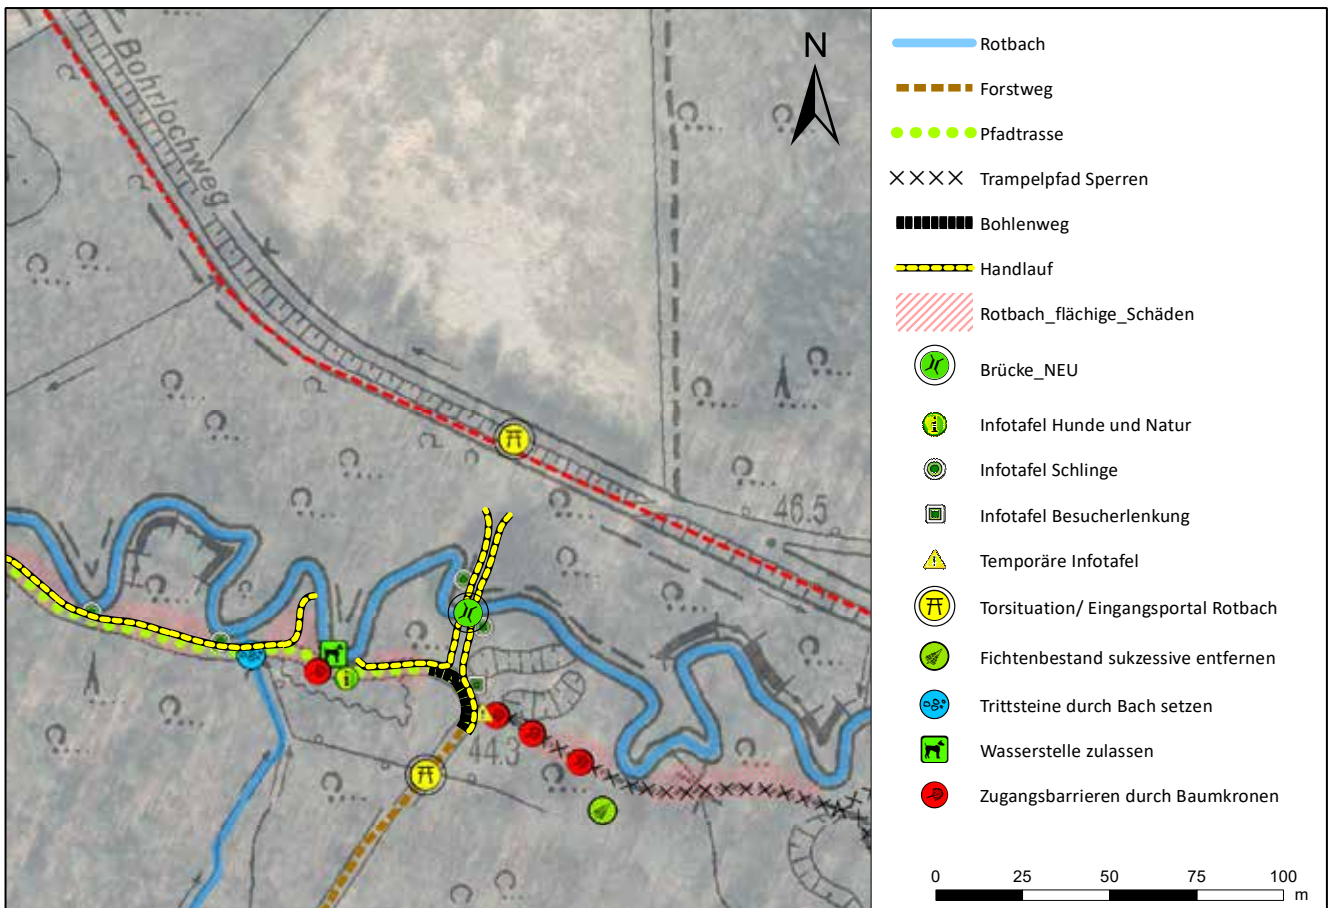 Bohrlochweg
46.5
44.3
N
Rotbach
Forstweg
Pfadtrasse
Trampelpfad Sperren
Bohlenweg
Handlauf
Rotbach_flächige_Schäden
Brücke_NEU
Infotafel Hunde und Natur
Infotafel Schlinge
Infotafel Besucherlenkung
Temporäre Infotafel
Torsituation/ Eingangsportal Rotbach
Fichtenbestand sukzessive entfernen
Trittsteine durch Bach setzen
Wasserstelle zulassen
Zugangsbarrieren durch Baumkronen
0 25 50 75 100
m